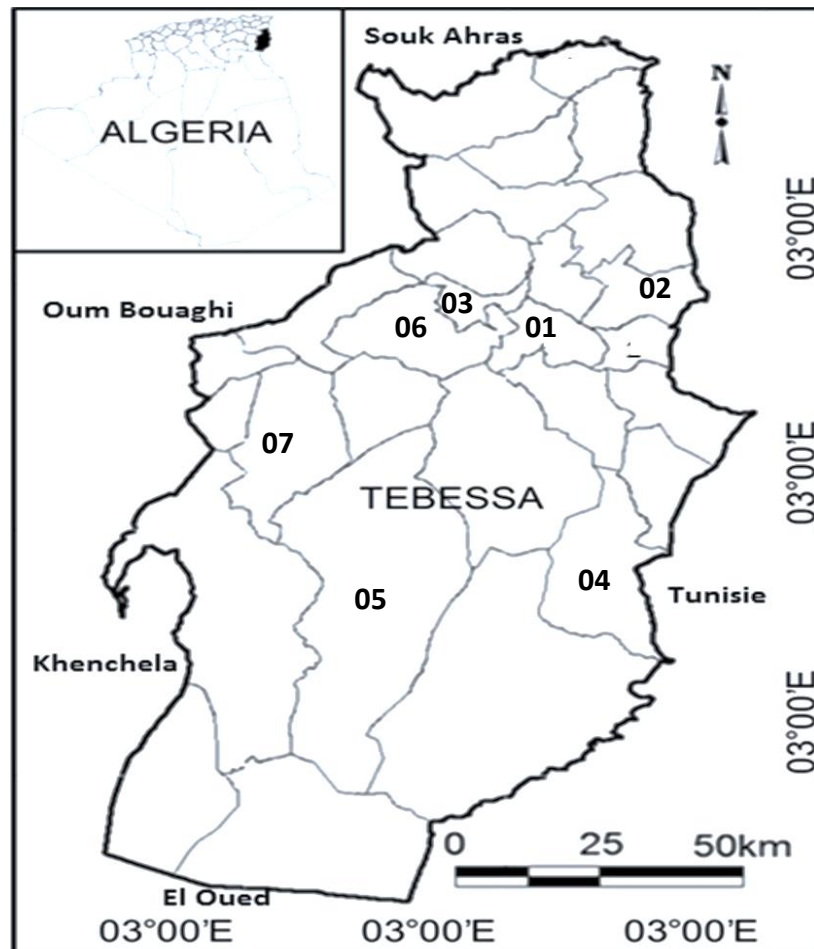 Souk Ahras
N
ALGERIA
03°00'E
Oum Bouaghi
02
03
06
01
07
03°00'E
TEBESSA
04
05
Tunisie
Khenchela
03°00'E
0 25 50km
El Oued
03°00'E 03°00'E 03°00'E